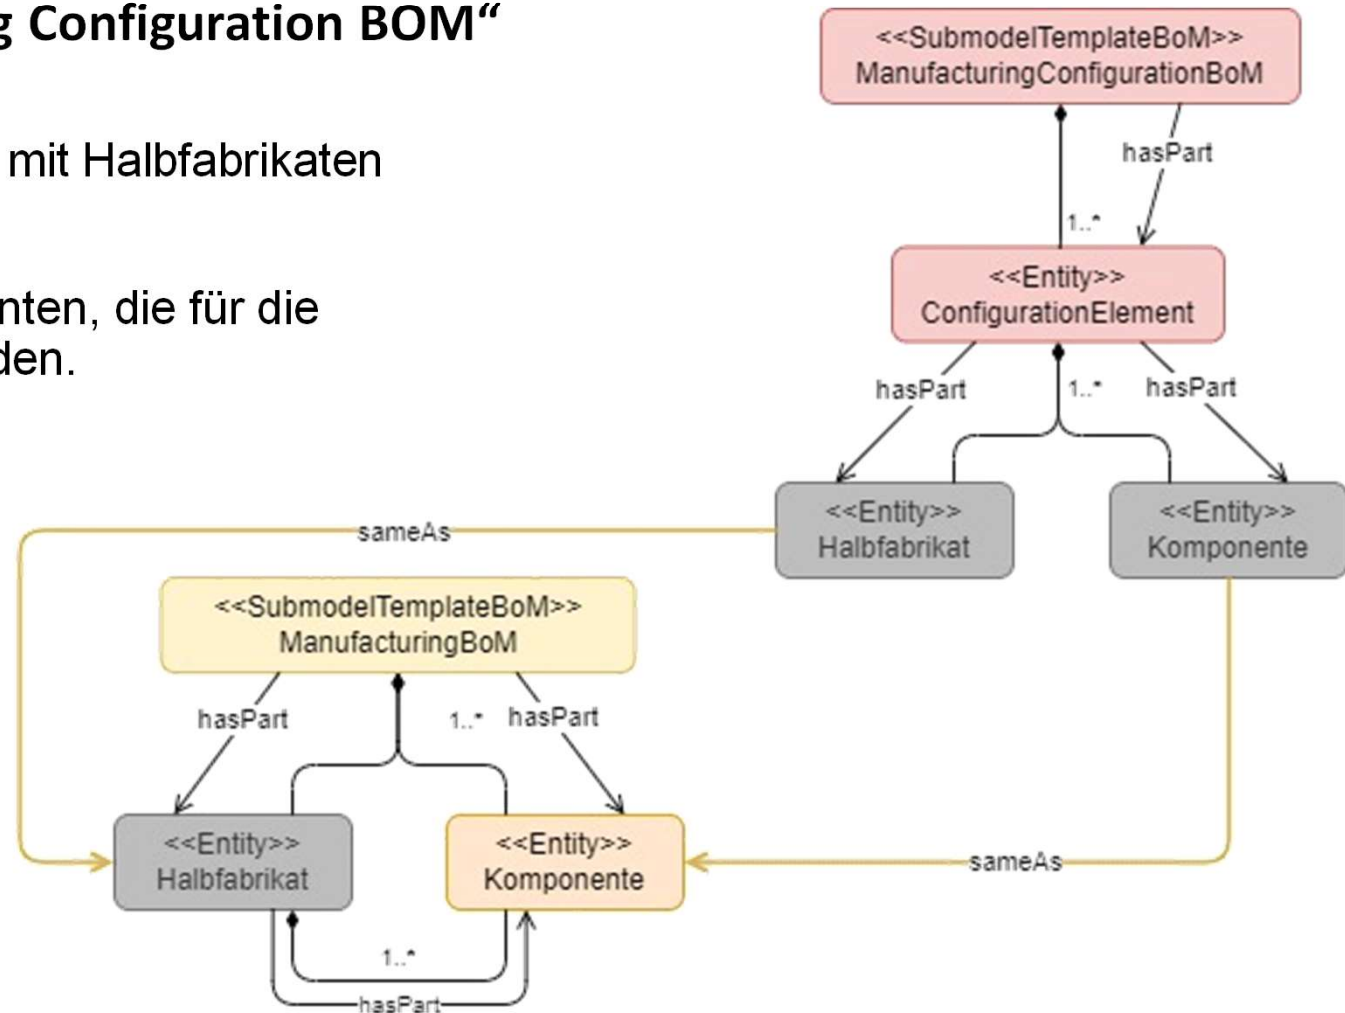 g Configuration BOM“
mit Halbfabrikaten
nten, die für die
den.
<<SubmodelTemplateBoM>>
ManufacturingConfigurationBoM
hasPart
1..*
<<Entity>>
ConfigurationElement
hasPart
1..*
hasPart
<<Entity>>
Halbfabrikat
<<Entity>>
Komponente
sameAs
<<SubmodelTemplateBoM>>
ManufacturingBoM
hasPart
1..*
hasPart
<<Entity>>
Halbfabrikat
<<Entity>>
Komponente
sameAs
1..*
hasPart